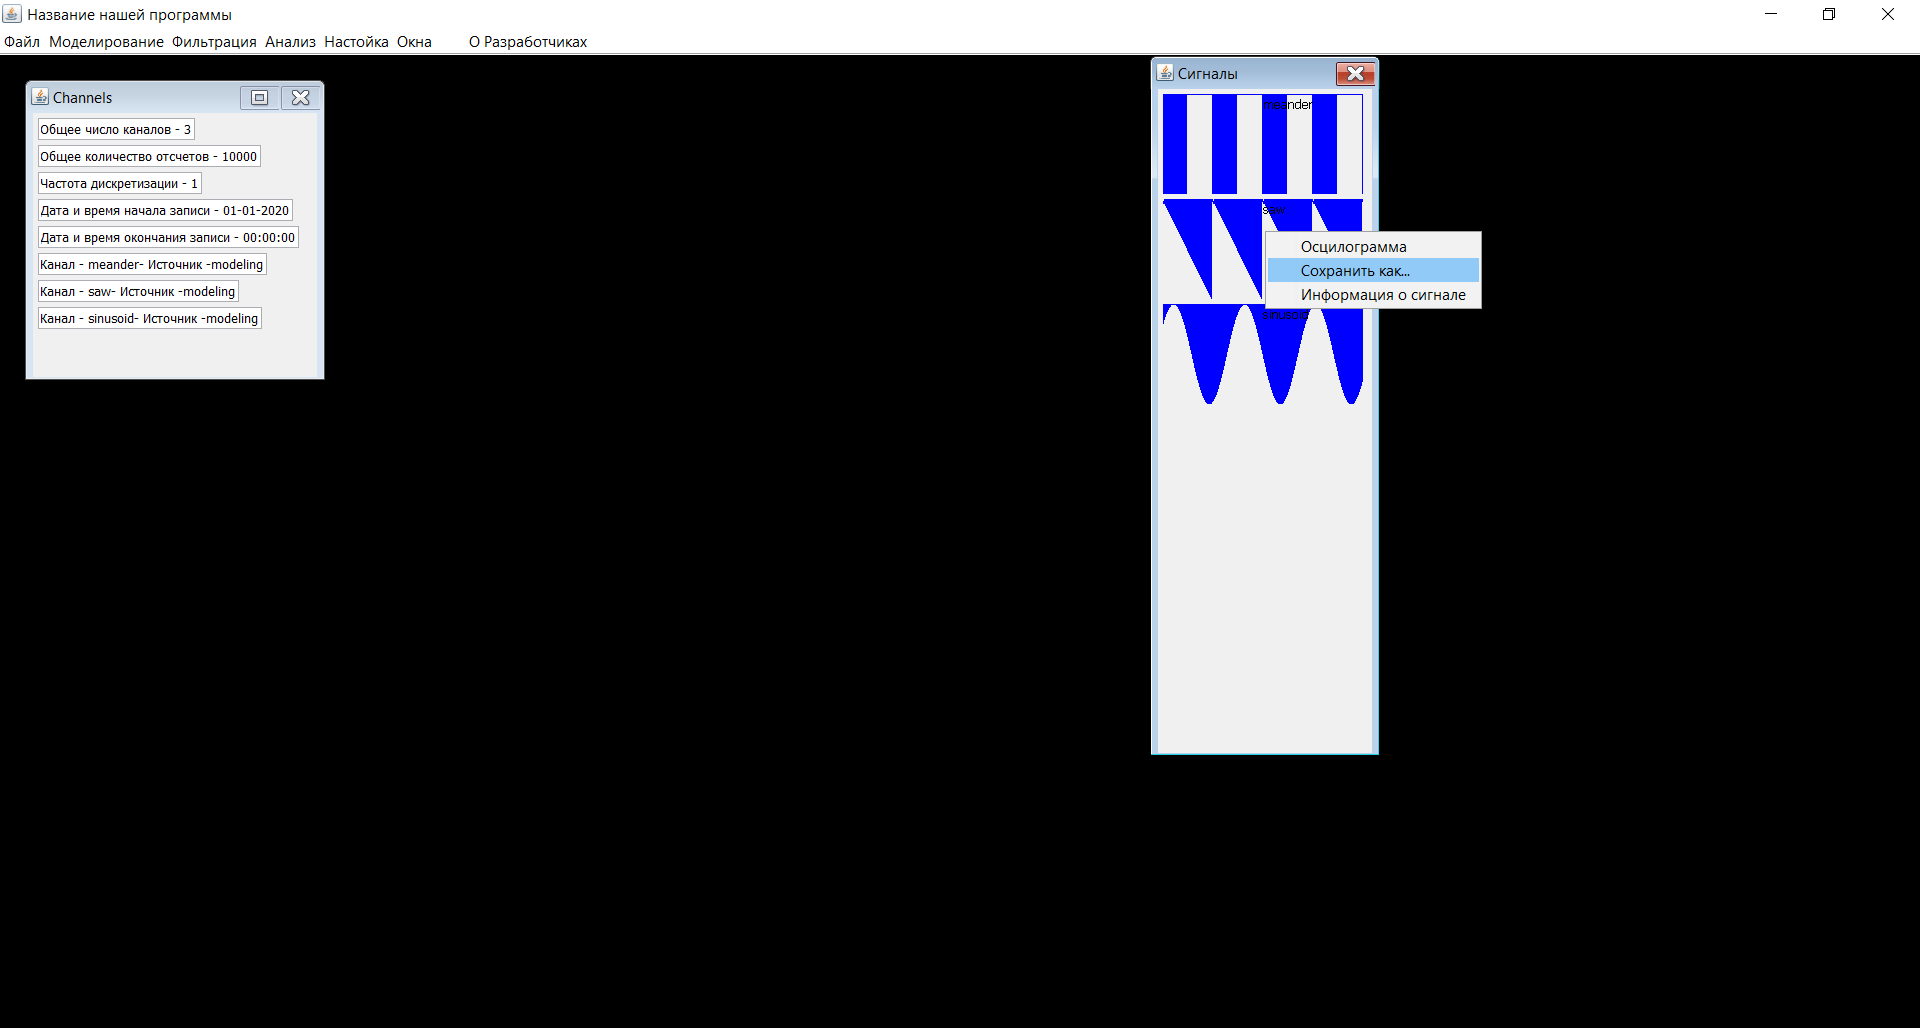 Название нашей программы
Файл Моделирование Фильтрация Анализ Настойка Окна О Разработчиках
Channels
Общее число каналов - 3
Общее количество отсчетов - 10000
Частота дискретизации - 1
Дата и время начала записи - 01-01-2020
Дата и время окончания записи - 00:00:00
Канал - meander- Источник -modeling
Канал - saw- Источник -modeling
Канал - sinusoid- Источник -modeling
Сигналы
meander
saw
Осцилограмма
Сохранить как...
Информация о сигнале
sinusoid